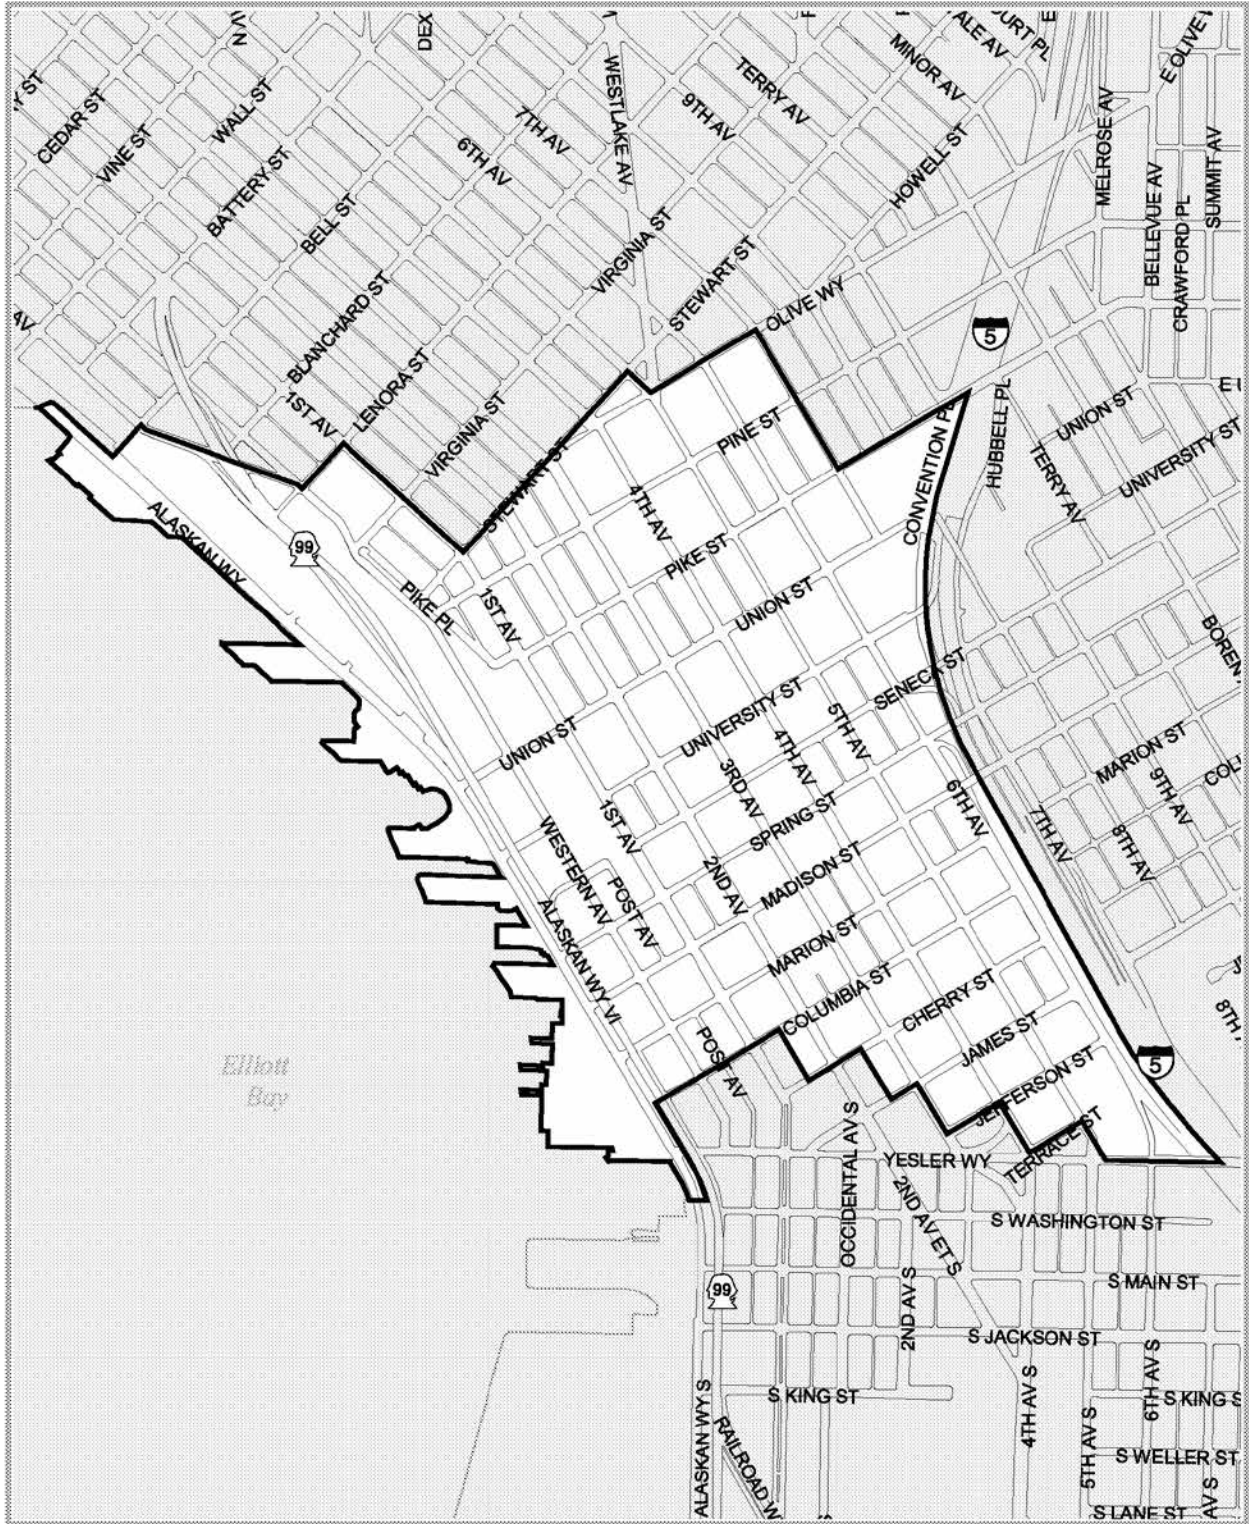 DEX
COURT PL
YALE AV
MINOR AV
E OLIVE
WESTLAKE AV
TERRY AV
9TH AV
7TH AV
6TH AV
WALL ST
CEDAR ST
VINE ST
BATTERY ST
BELL ST
HOWELL ST
MELROSE AV
BELLEVUE AV
CRAWFORD PL
SUMMIT AV
VIRGINIA ST
STEWART ST
OLIVE WY
AV
BLANCHARD ST
LENORA ST
1ST AV
VIRGINIA ST
STEWART ST
5
PINE ST
CONVENTION PL
HUBBELL PL
UNION ST
UNIVERSITY ST
TERRY AV
4TH AV
ALASKAN WY
99
PIKE PL
1ST AV
PIKE ST
UNION ST
BOREN
SENECA ST
UNION ST
UNIVERSITY ST
5TH AV
4TH AV
3RD AV
MARION ST
9TH AV
8TH AV
7TH AV
6TH AV
1ST AV
SPRING ST
WESTERN AV
POST AV
2ND AV
MADISON ST
ALASKAN WY VI
MARION ST
COLUMBIA ST
CHERRY ST
JAMES ST
8TH
POST AV
5
JEFFERSON ST
Elliott
Bay
TERRACE ST
OCCIDENTAL AV S
YESLER WY
2ND AV ET S
S WASHINGTON ST
99
S MAIN ST
2ND AV S
S JACKSON ST
S KING ST
4TH AV S
6TH AV S
S KING S
ALASKAN WY S
RAILROAD W
5TH AV S
S WELLER ST
S LANE ST
AV S